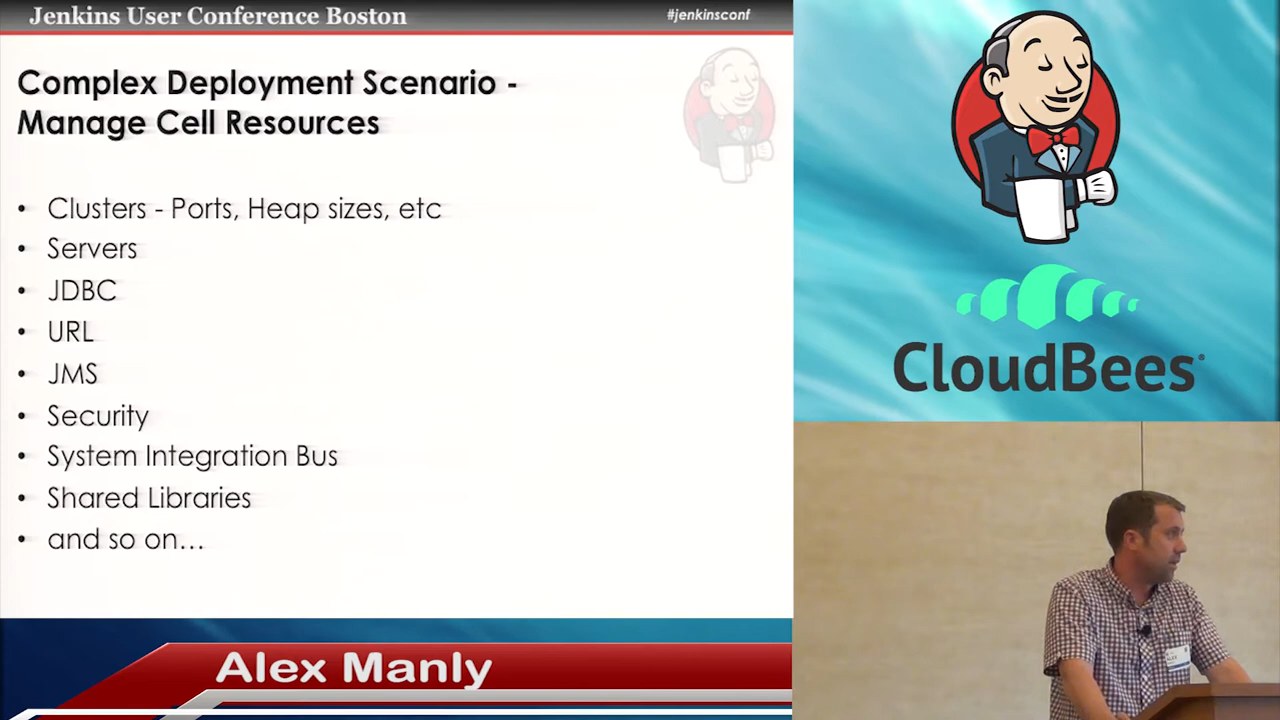 Jenkins User Conference Boston
#jenkinsconf
Complex Deployment Scenario -
Manage Cell Resources
• Clusters - Ports, Heap sizes, etc
• Servers
• JDBC
• URL
• JMS
• Security
• System Integration Bus
• Shared Libraries
• and so on...
CloudBees®
Alex Manly